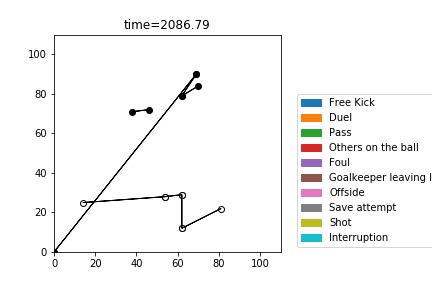 time=2086.79
100
80
60
40
20
0
0 20 40 60 80 100
Free Kick
Duel
Pass
Others on the ball
Foul
Goalkeeper leaving l
Offside
Save attempt
Shot
Interruption